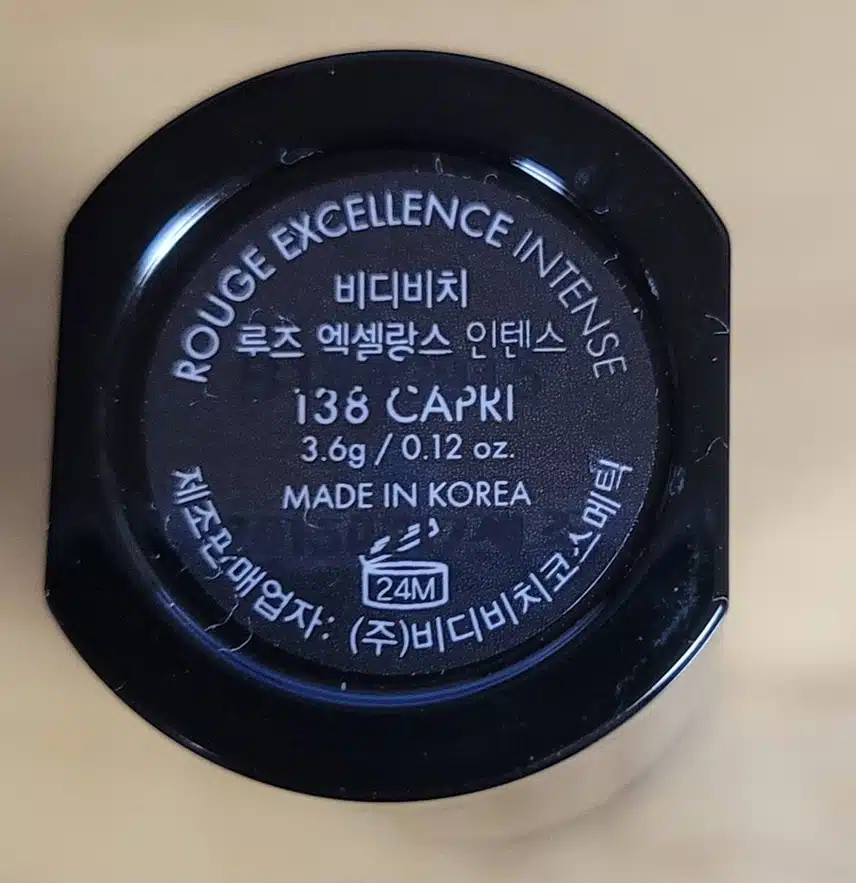 ROUGE EXCELLENCE INTENSE
비디비치
루즈 엑셀랑스 인텐스
138 CAPRI
3.6g / 0.12 oz.
MADE IN KOREA
24M
제조판매업자: (주)비디비치코스메틱